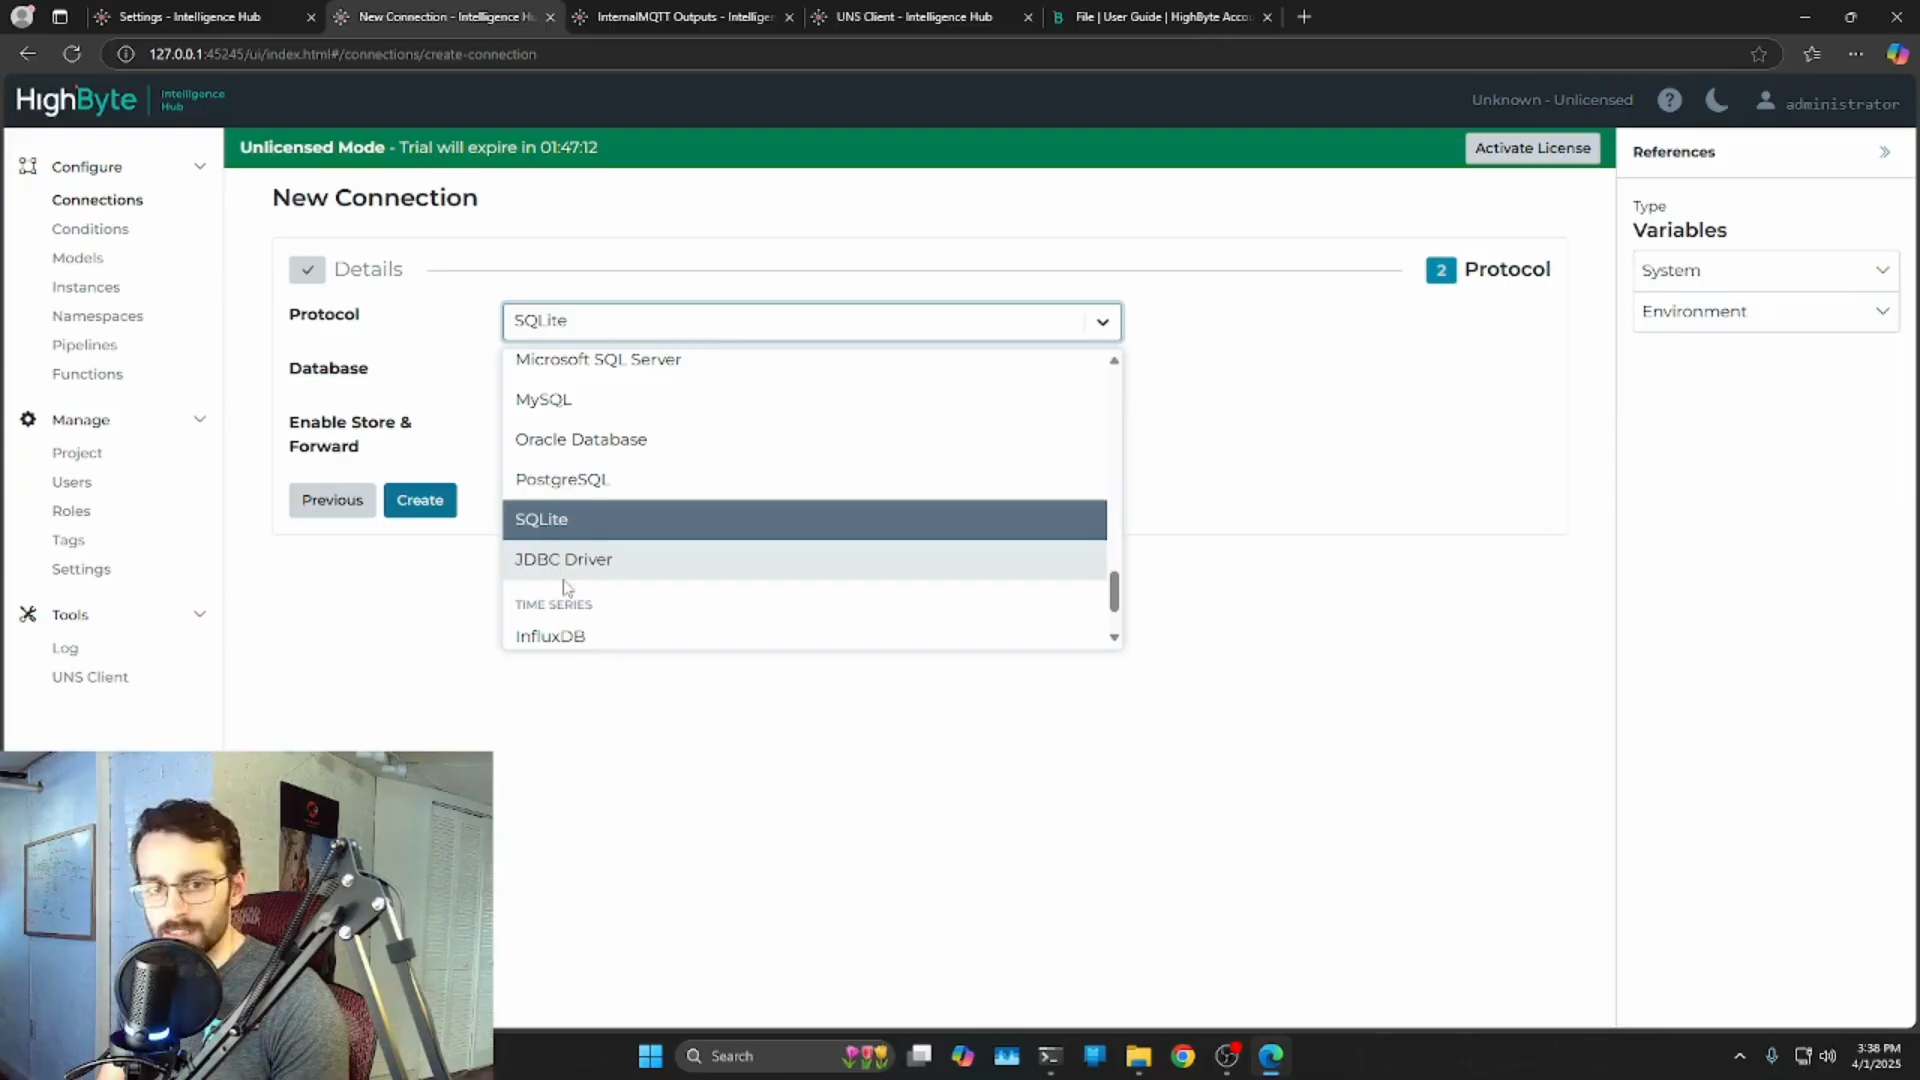 Settings - Intelligence Hub
New Connection - Intelligence Hu
InternalMQTT Outputs - Intelligen
UNS Client - Intelligence Hub
File | User Guide | HighByte Accou
127.0.0.1:45245/ui/index.html#/connections/create-connection
HighByte
Intelligence
Hub
Unknown - Unlicensed
administrator
Configure
Connections
Conditions
Models
Instances
Namespaces
Pipelines
Functions
Manage
Project
Users
Roles
Tags
Settings
Tools
Log
UNS Client
Unlicensed Mode - Trial will expire in 01:47:12
Activate License
New Connection
Details
2 Protocol
Protocol
SQLite
Database
Enable Store &
Forward
Previous
Create
Microsoft SQL Server
MySQL
Oracle Database
PostgreSQL
SQLite
JDBC Driver
TIME SERIES
InfluxDB
References
Type
Variables
System
Environment
Search
3:38 PM
4/1/2025